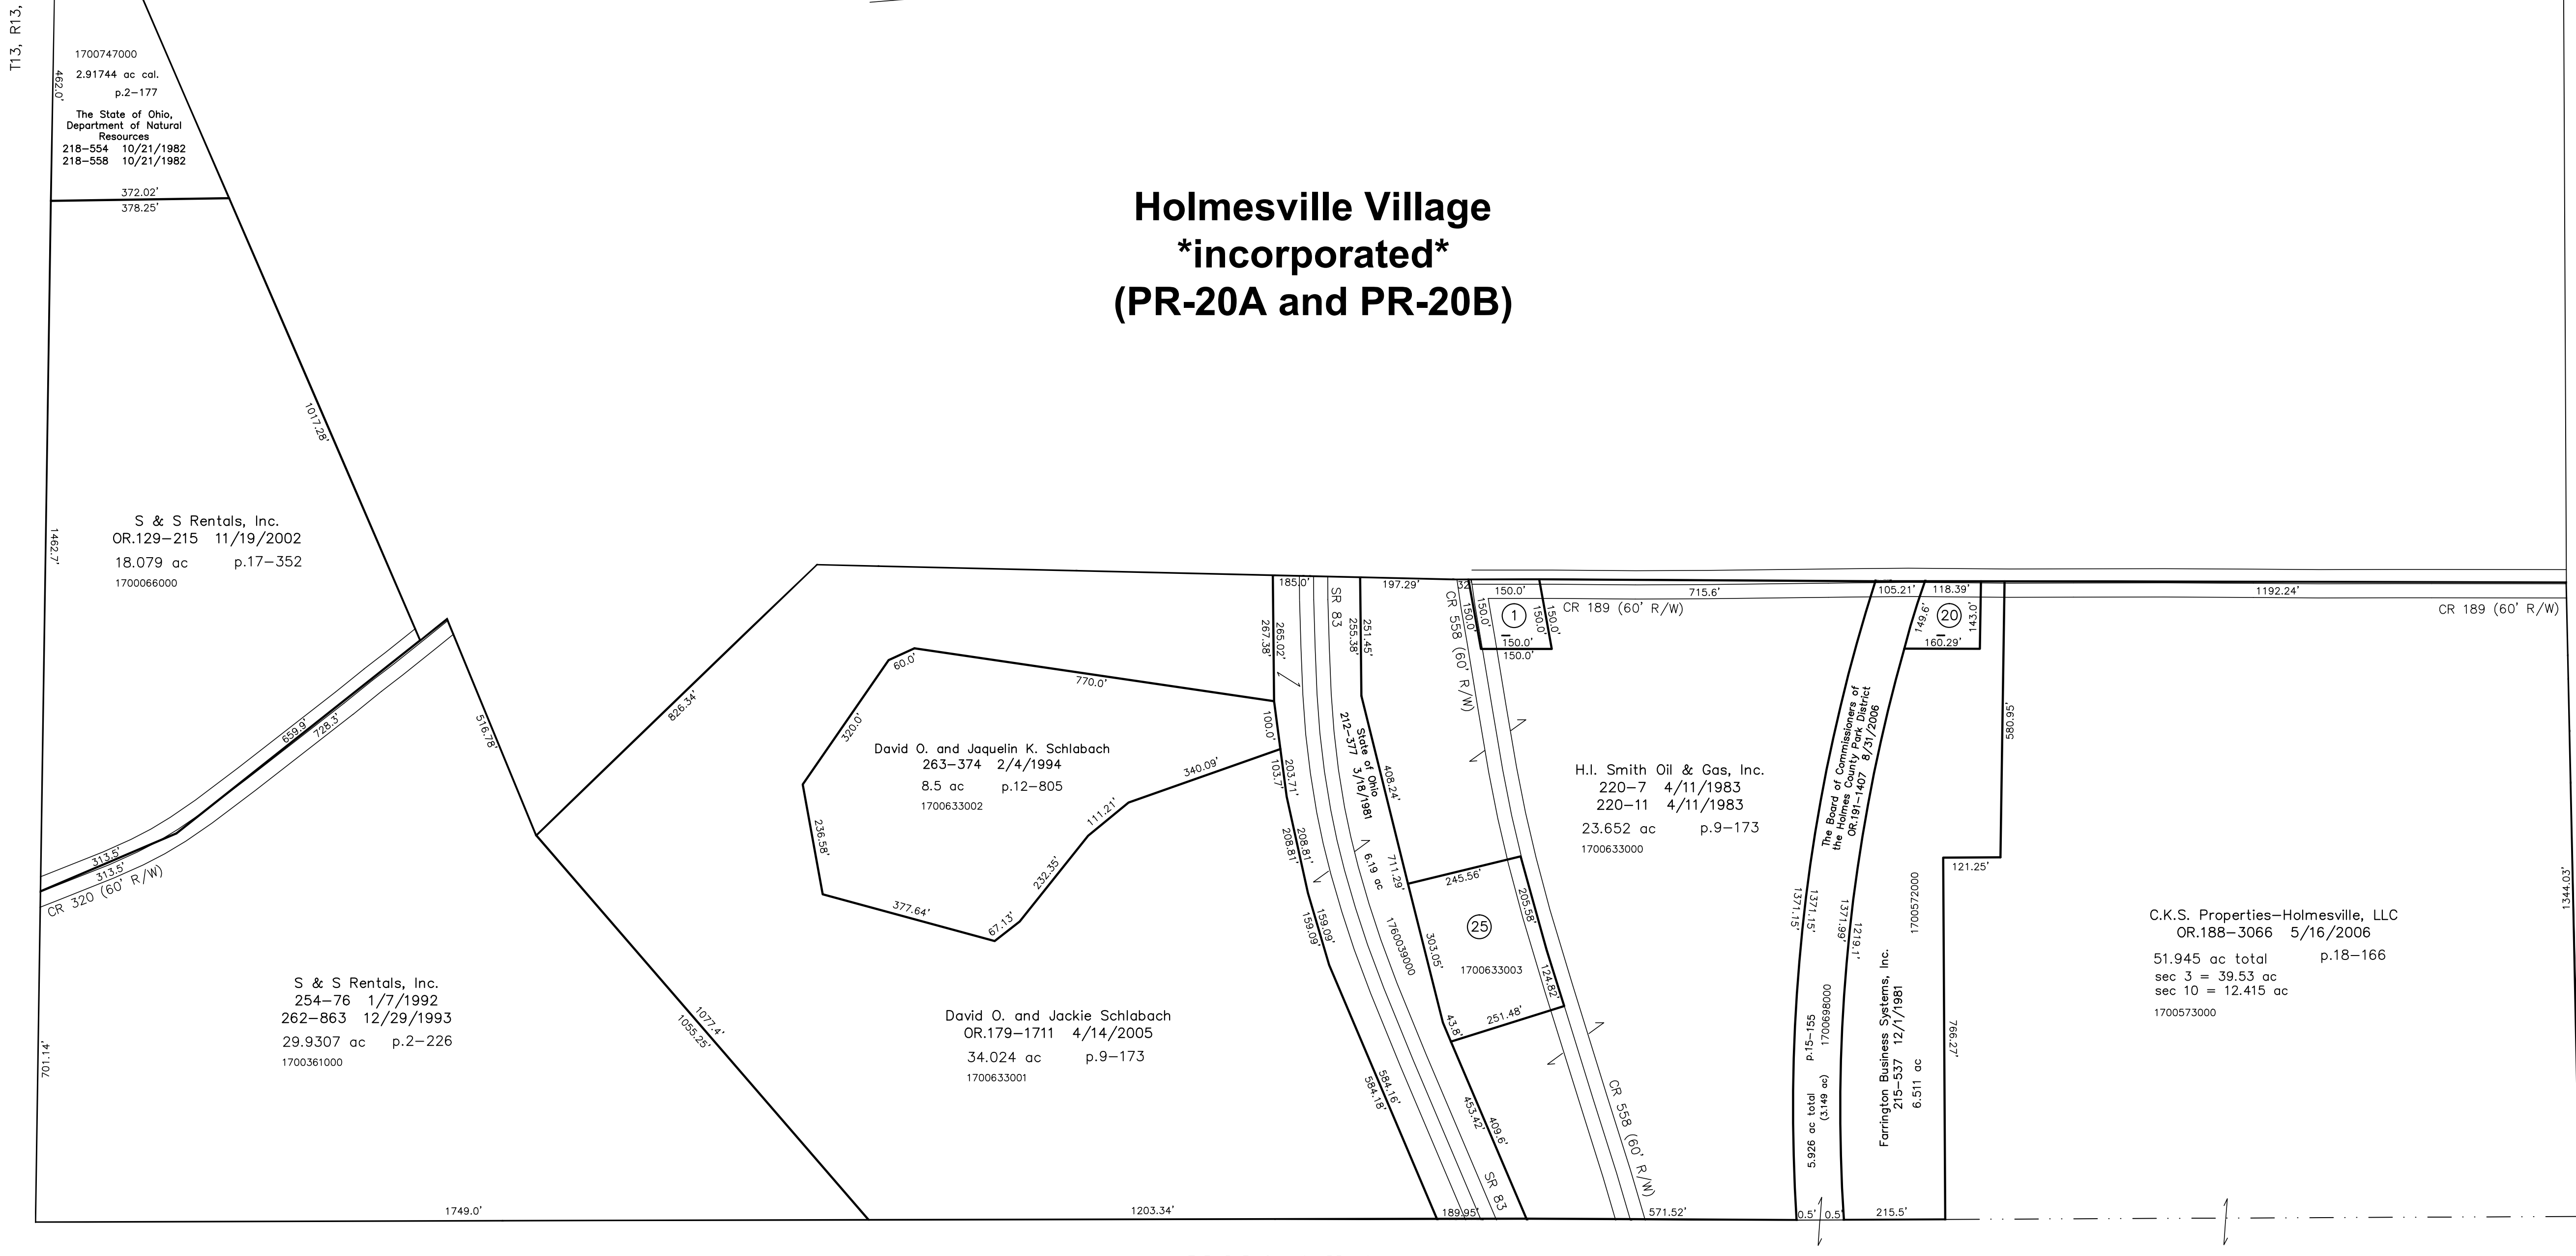 T13, R13,
1700747000
2.91744 ac cal.
p.2-177
462.0'
The State of Ohio,
Department of Natural
Resources
218-554 10/21/1982
218-558 10/21/1982
372.02'
378.25'
Holmesville Village
*incorporated*
(PR-20A and PR-20B)
1017.28'
1462.7'
S & S Rentals, Inc.
OR.129-215 11/19/2002
18.079 ac p.17-352
1700066000
659.9'
728.3'
313.5'
313.5'
CR 320 (60' R/W)
516.78'
826.34'
S & S Rentals, Inc.
254-76 1/7/1992
262-863 12/29/1993
29.9307 ac p.2-226
1700361000
701.14'
1077.4'
1055.25'
1749.0'
60.0'
770.0'
320.0'
David O. and Jaquelin K. Schlabach
263-374 2/4/1994
8.5 ac p.12-805
1700633002
236.58'
377.64'
67.13'
232.35'
111.21'
340.09'
David O. and Jackie Schlabach
OR.179-1711 4/14/2005
34.024 ac p.9-173
1700633001
1203.34'
185.0'
SR 83
267.38'
265.02'
255.38'
251.45'
100.0'
103.7'
203.71'
208.81'
208.81'
159.09'
159.09'
584.16'
584.18'
State of Ohio
212-377 3/18/1981
6.19 ac
1760039000
408.24'
711.29'
303.05'
43.8'
453.42'
409.6'
SR 83
189.95'
197.29'
32
CR 558 (60' R/W)
150.0'
150.0'
150.0'
1
150.0'
150.0'
150.0'
150.0'
CR 189 (60' R/W)
715.6'
H.I. Smith Oil & Gas, Inc.
220-7 4/11/1983
220-11 4/11/1983
23.652 ac p.9-173
1700633000
245.56'
205.58'
25
1700633003
124.82'
251.48'
CR 558 (60' R/W)
571.52'
105.21'
118.39'
149.6'
20
143.0'
160.29'
The Board of Commissioners of
the Holmes County Park District
OR.191-1407 8/31/2006
1371.15'
1371.15'
1371.99'
1219.1'
5.926 ac total p.15-155
(3.149 ac) 1700698000
0.5'
0.5'
Farrington Business Systems, Inc.
215-537 12/1/1981
6.511 ac
1700572000
215.5'
580.95'
121.25'
766.27'
1192.24'
CR 189 (60' R/W)
C.K.S. Properties-Holmesville, LLC
OR.188-3066 5/16/2006
51.945 ac total p.18-166
sec 3 = 39.53 ac
sec 10 = 12.415 ac
1700573000
1344.03'